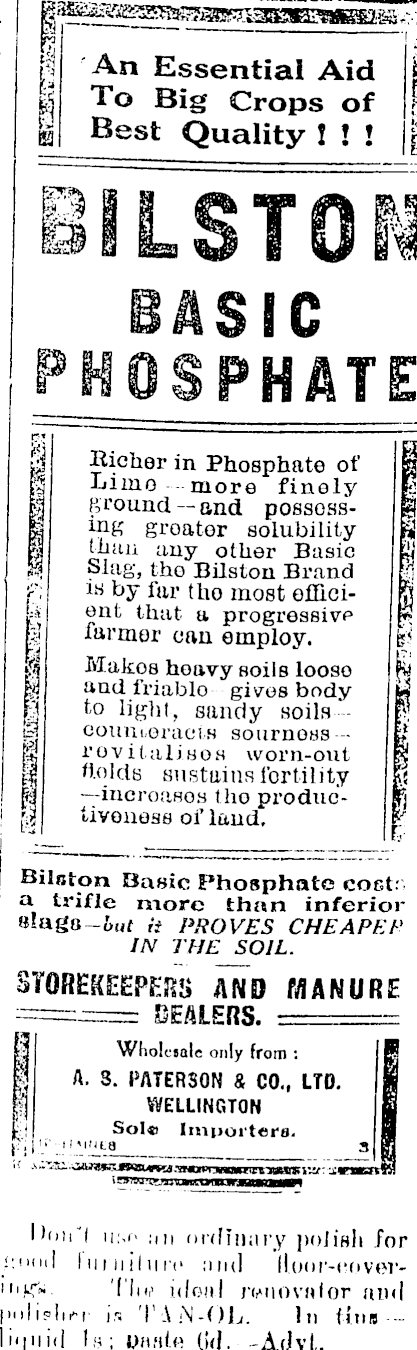 An Essential Aid
To Big Crops of
Best Quality ! ! !
BILSTON
BASIC
PHOSPHATE
Richer in Phosphate of
Lime—more finely
ground—and possess-
ing greater solubility
than any other Basic
Slag, the Bilston Brand
is by far the most effici-
ent that a progressive
farmer can employ.
Makes heavy soils loose
and friable—gives body
to light, sandy soils—
counteracts sourness—
revitalises worn-out
fields sustains fertility
—increases the produc-
tiveness of land.
Bilston Basic Phosphate costs
a trifle more than inferior
slags—but it PROVES CHEAPER
IN THE SOIL.
STOREKEEPERS AND MANURE
DEALERS.
Wholesale only from :
A. S. PATERSON & CO., LTD.
WELLINGTON
Sole Importers.
3
Don't use an ordinary polish for
good furniture and floor-cover-
ings. The ideal renovator and
polisher is TAN-OL. In tins—
liquid 1s; paste 6d.—Advt.